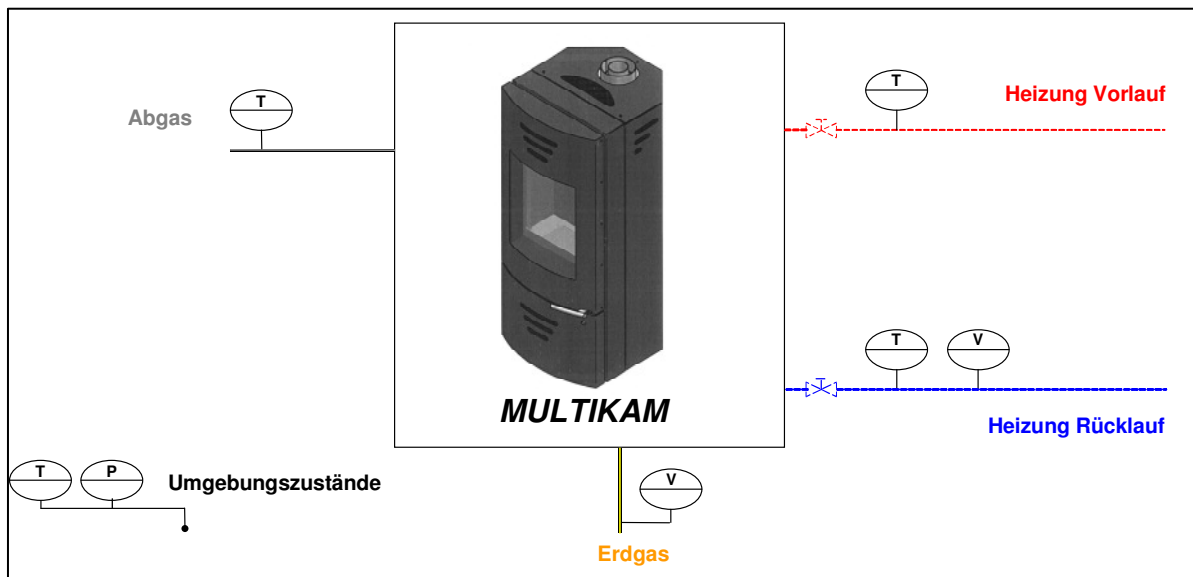 T
T
Heizung Vorlauf
Abgas
T
V
MULTIKAM
Heizung Rücklauf
T
P
Umgebungszustände
V
Erdgas